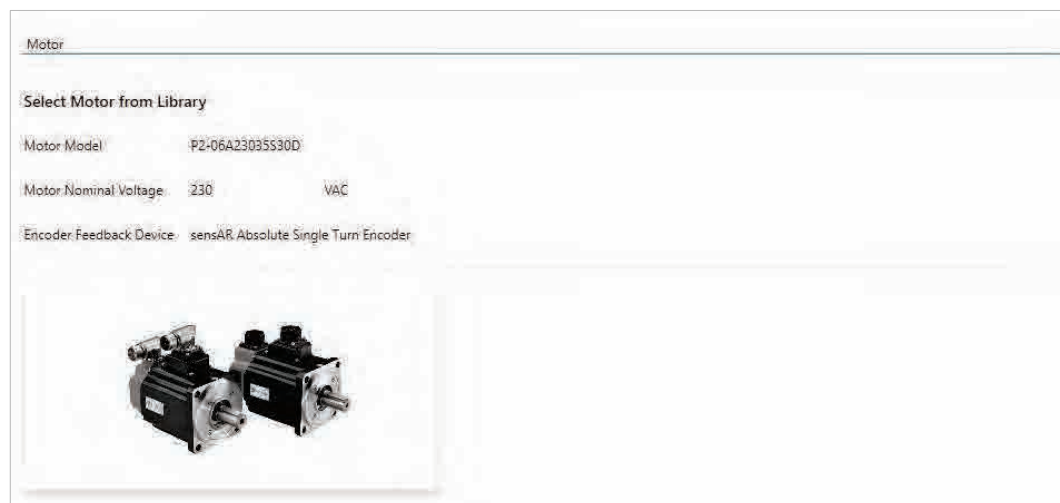 Motor
Select Motor from Library
Motor Model P2-06A23035S30D
Motor Nominal Voltage 230 VAC
Encoder Feedback Device sensAR Absolute Single Turn Encoder